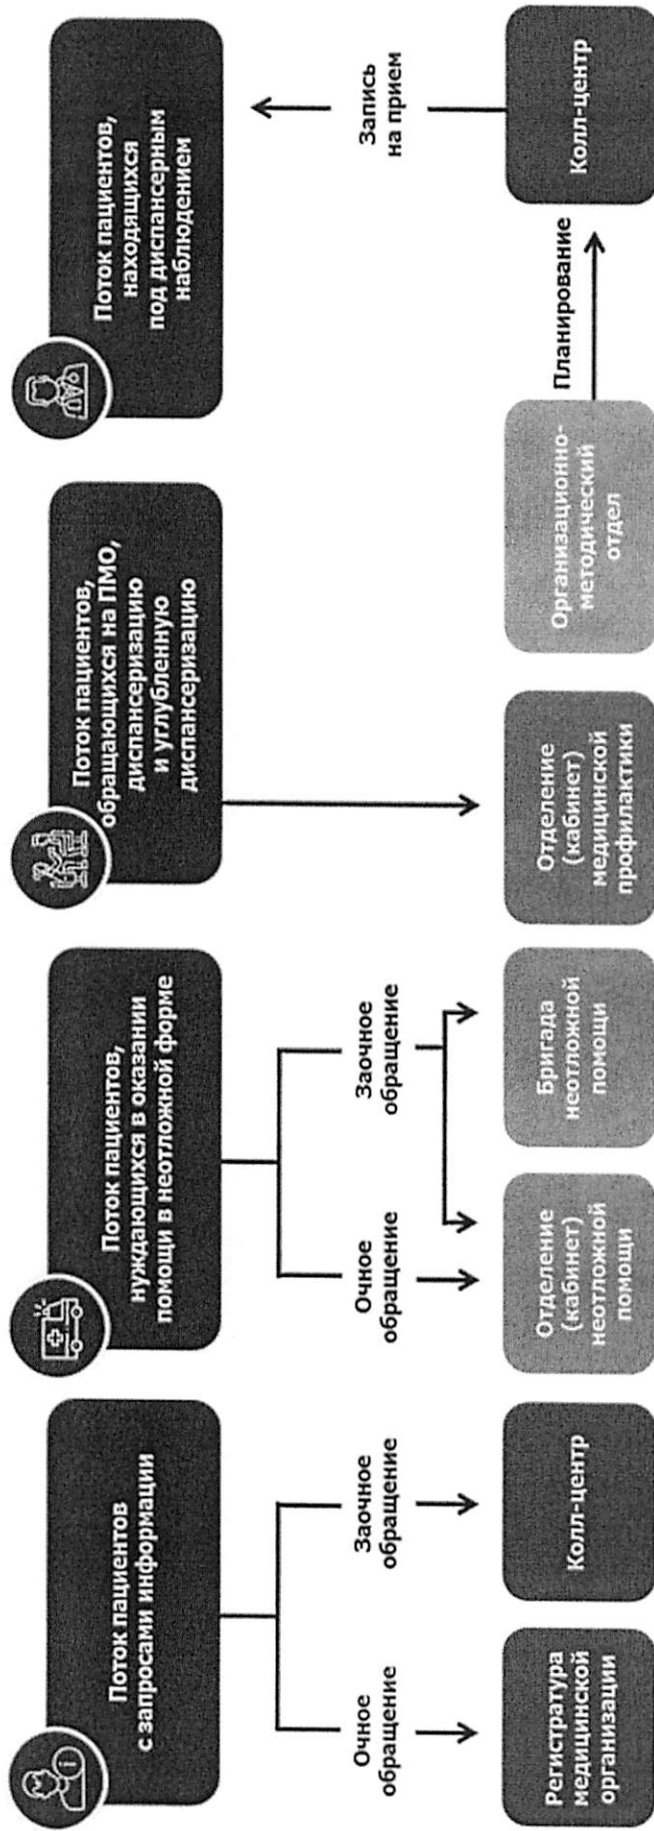 Поток пациентов
с запросами информации
Очное
обращение
Заочное
обращение
Регистратура
медицинской
организации
Колл-центр
Поток пациентов,
нуждающихся в оказании
помощи в неотложной форме
Очное
обращение
Заочное
обращение
Отделение
(кабинет)
неотложной
помощи
Бригада
неотложной
помощи
Поток пациентов,
обращающихся на ПМО,
диспансеризацию
и углубленную
диспансеризацию
Отделение
(кабинет)
медицинской
профилактики
Поток пациентов,
находящихся
под диспансерным
наблюдением
Запись
на прием
Организационно-
методический
отдел
Планирование
Колл-центр